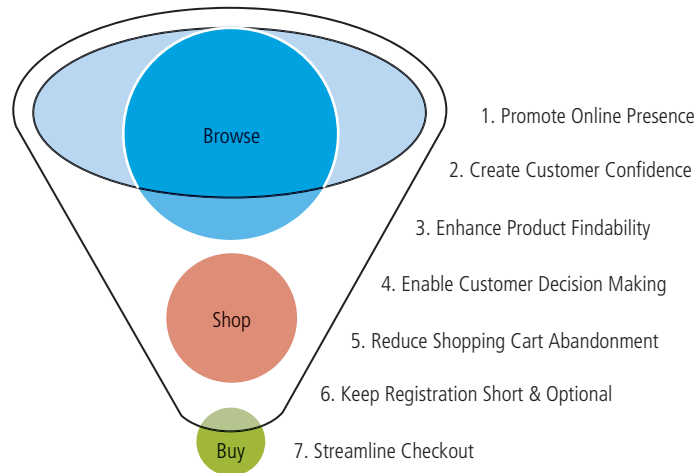 1. Promote Online Presence
Browse
2. Create Customer Confidence
3. Enhance Product Findability
4. Enable Customer Decision Making
Shop
5. Reduce Shopping Cart Abandonment
6. Keep Registration Short & Optional
Buy
7. Streamline Checkout